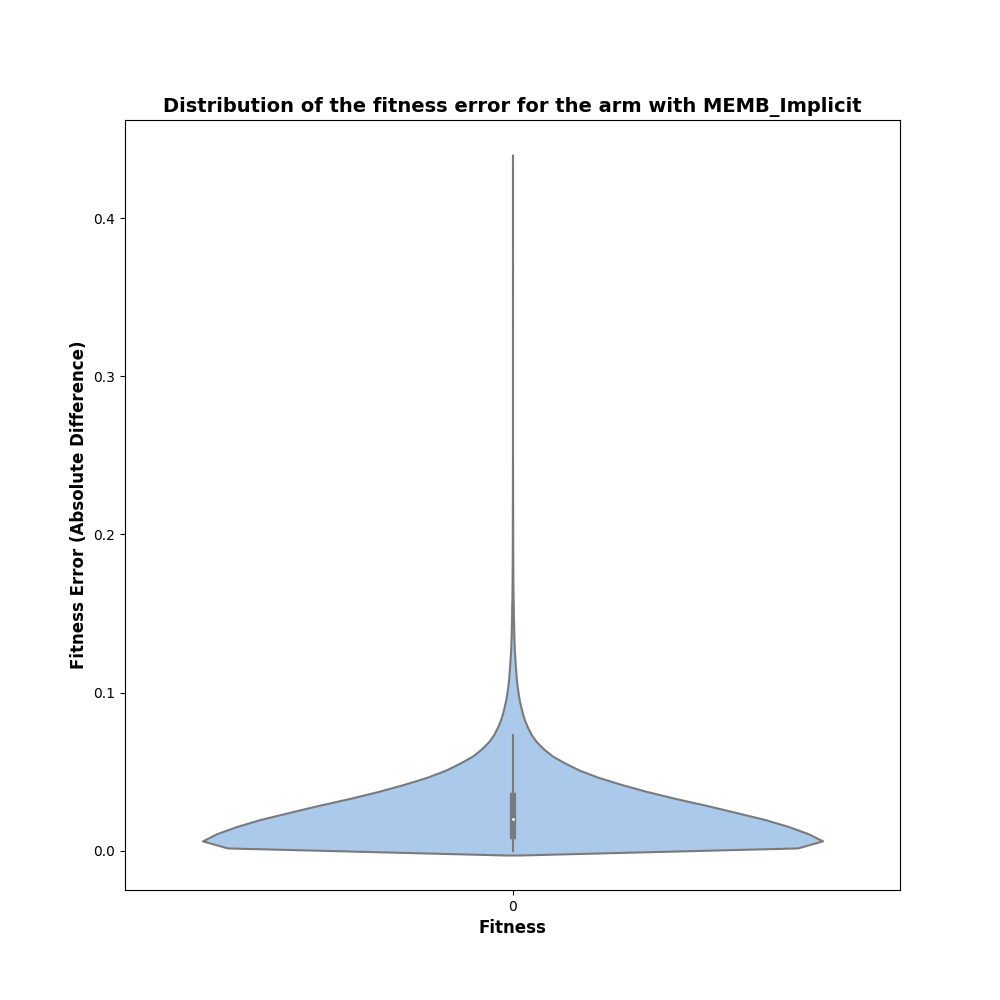 Distribution of the fitness error for the arm with MEMB_Implicit
Fitness Error (Absolute Difference)
0.4
0.3
0.2
0.1
0.0
0
Fitness